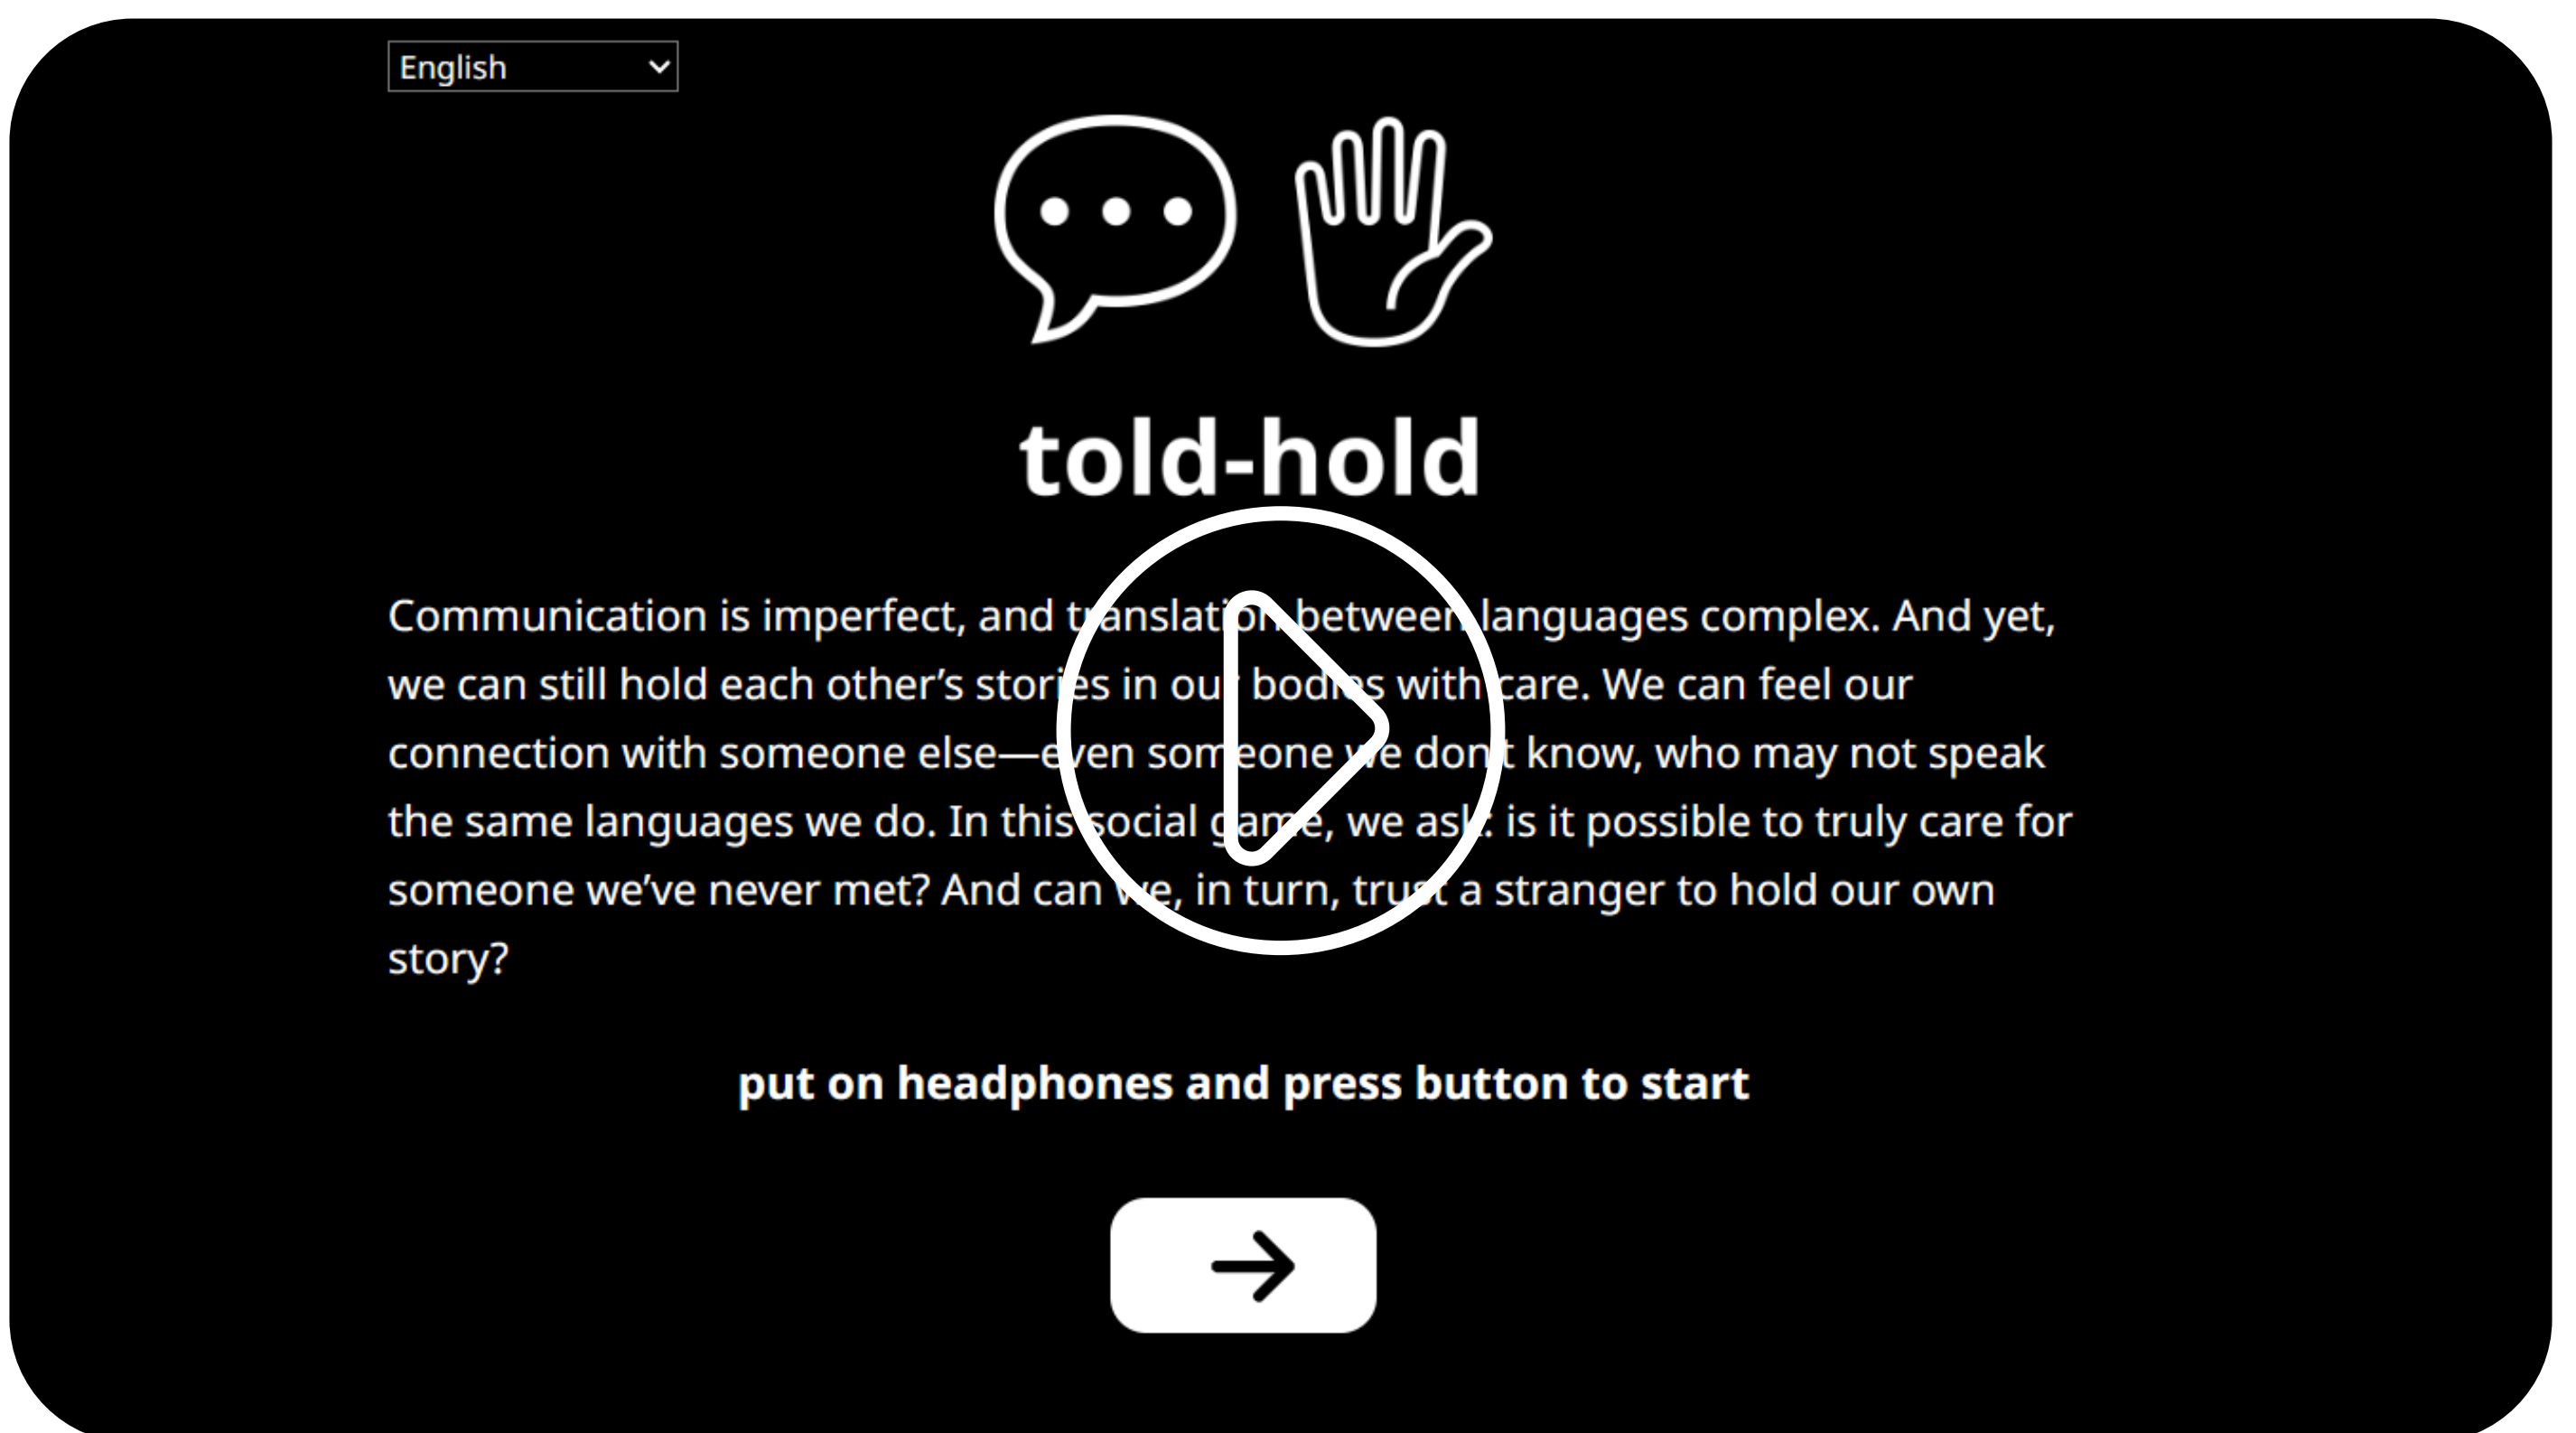 English
told-hold
Communication is imperfect, and translation between languages complex. And yet,
we can still hold each other’s stories in our bodies with care. We can feel our
connection with someone else—even someone we don’t know, who may not speak
the same languages we do. In this social game, we ask: is it possible to truly care for
someone we’ve never met? And can we, in turn, trust a stranger to hold our own
story?
put on headphones and press button to start